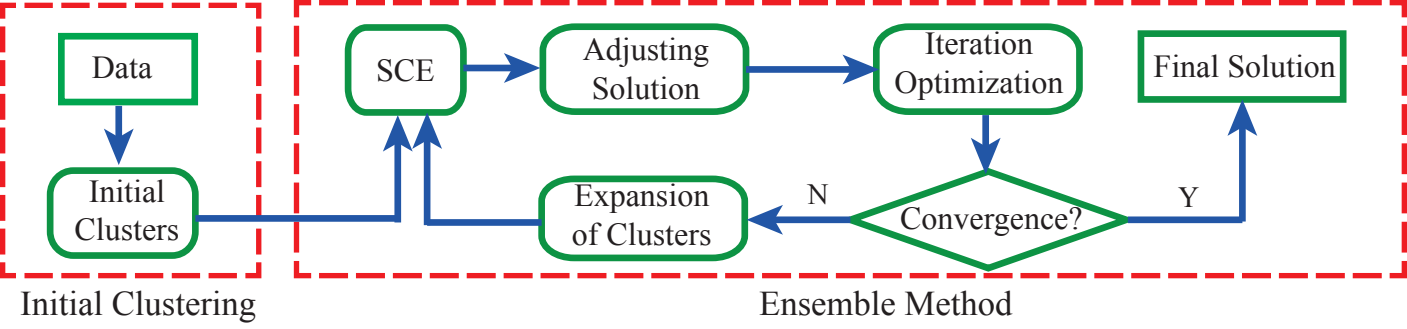 Data
Initial
Clusters
Initial Clustering
SCE
Adjusting
Solution
Iteration
Optimization
Final Solution
Expansion
of Clusters
N
Convergence?
Y
Ensemble Method